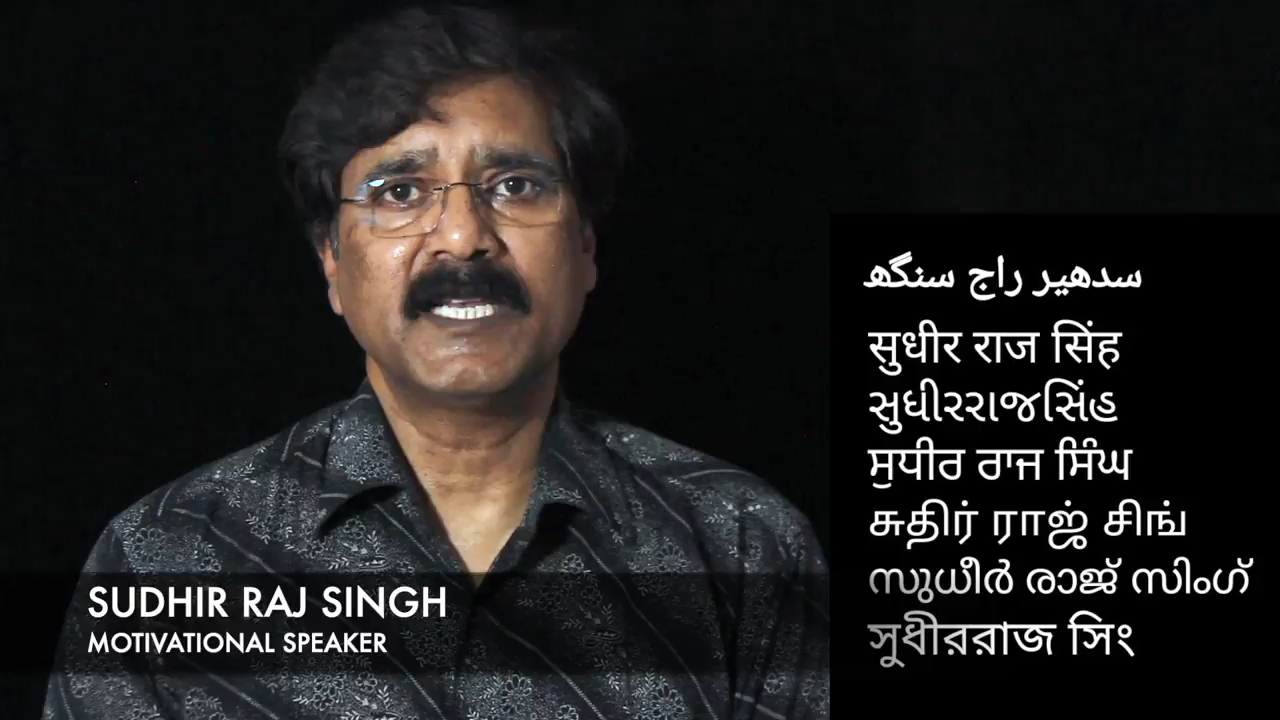 سدھیر راج سنگھ
सुधीर राज सिंह
સુધીરરાજસિંહ
ਸੁਧੀਰ ਰਾਜ ਸਿੰਘ
சுதிர் ராஜ் சிங்
സുധീർ രാജ് സിംഗ്
সুধীররাজ সিং
SUDHIR RAJ SINGH
MOTIVATIONAL SPEAKER